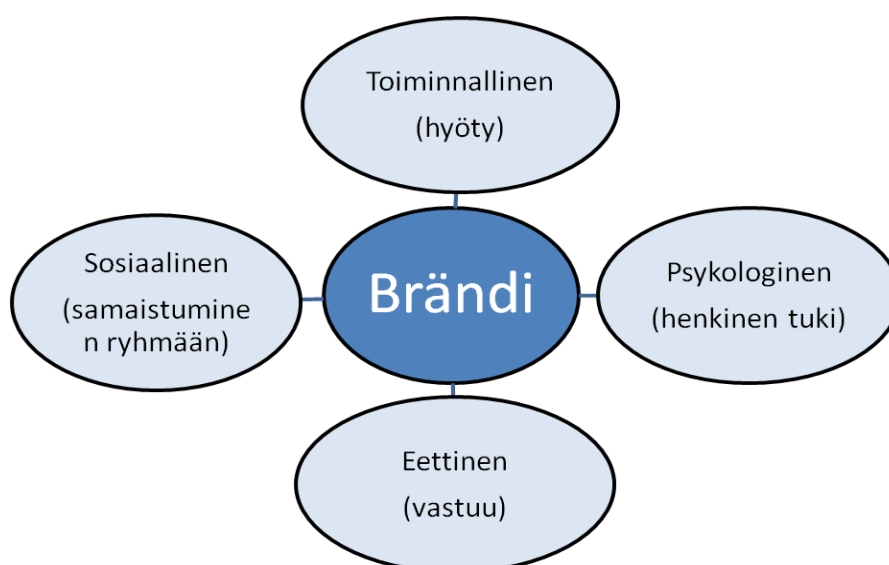 Toiminnallinen
(hyöty)
Sosiaalinen
(samaistumine
n ryhmään)
Brändi
Psykologinen
(henkinen tuki)
Eettinen
(vastuu)